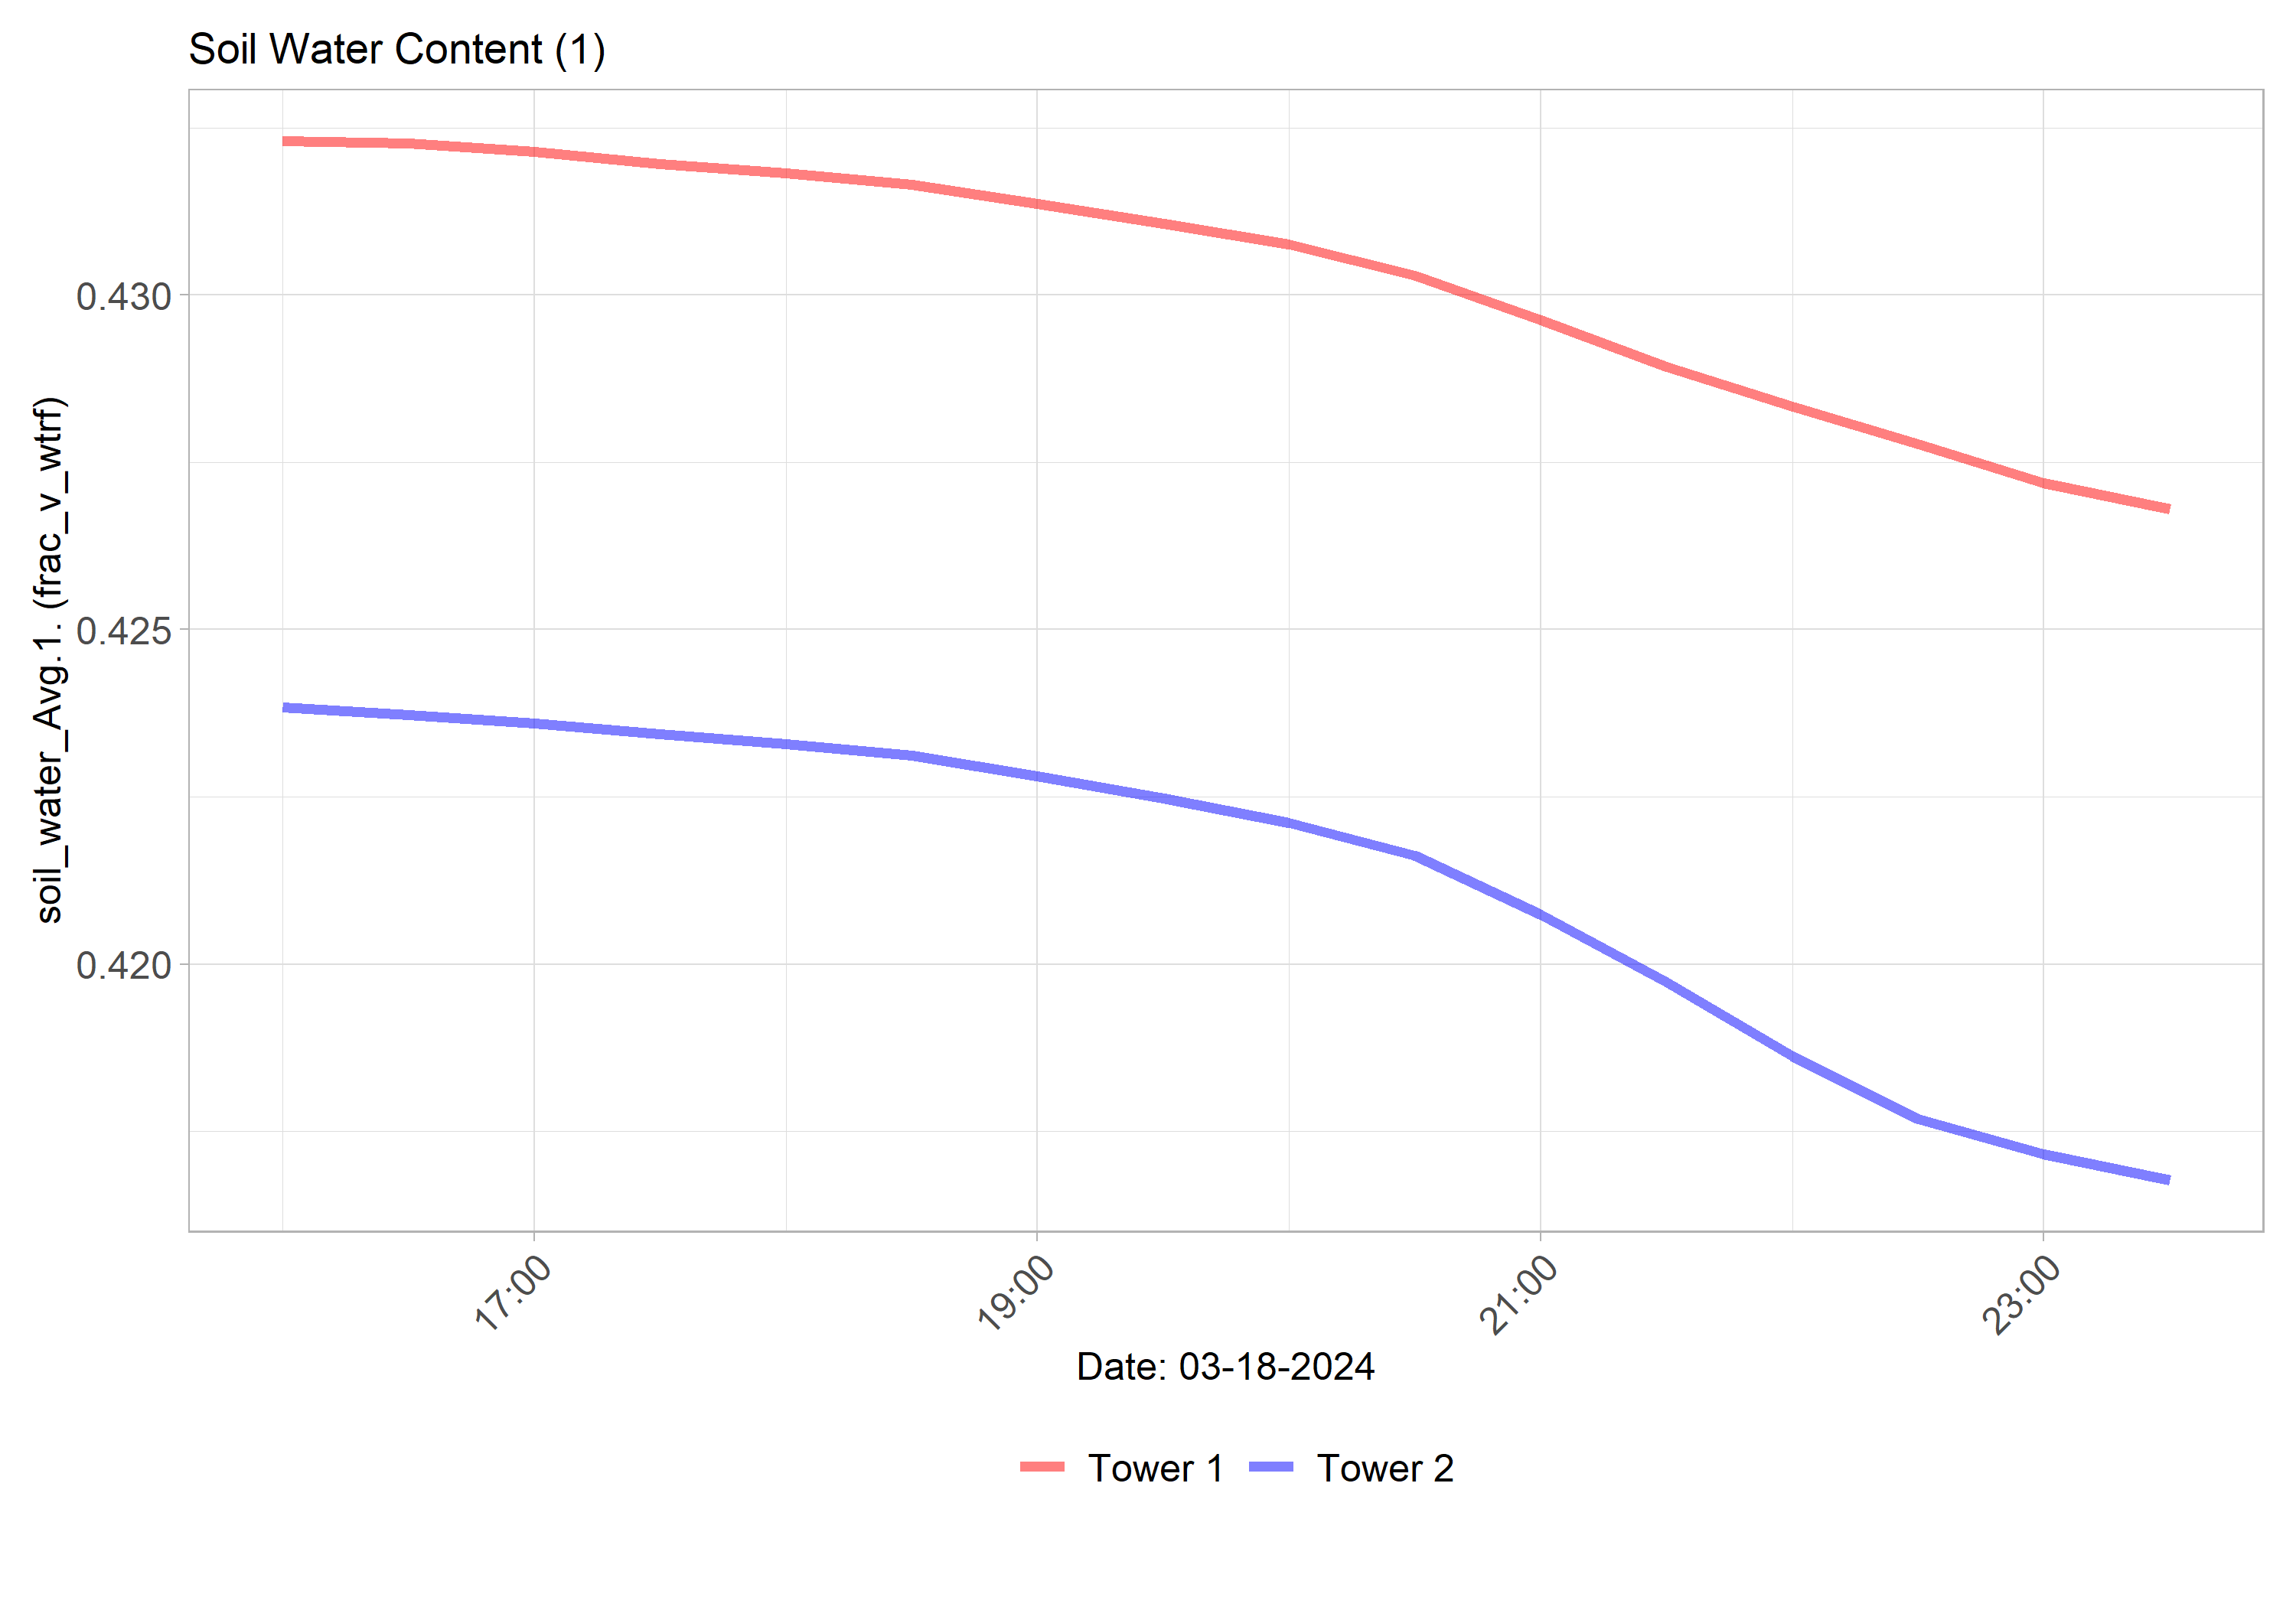 Soil Water Content (1)
soil_water_Avg.1. (frac_v_wtrf)
0.430
0.425
0.420
17:00
19:00
21:00
23:00
Date: 03-18-2024
Tower 1
Tower 2